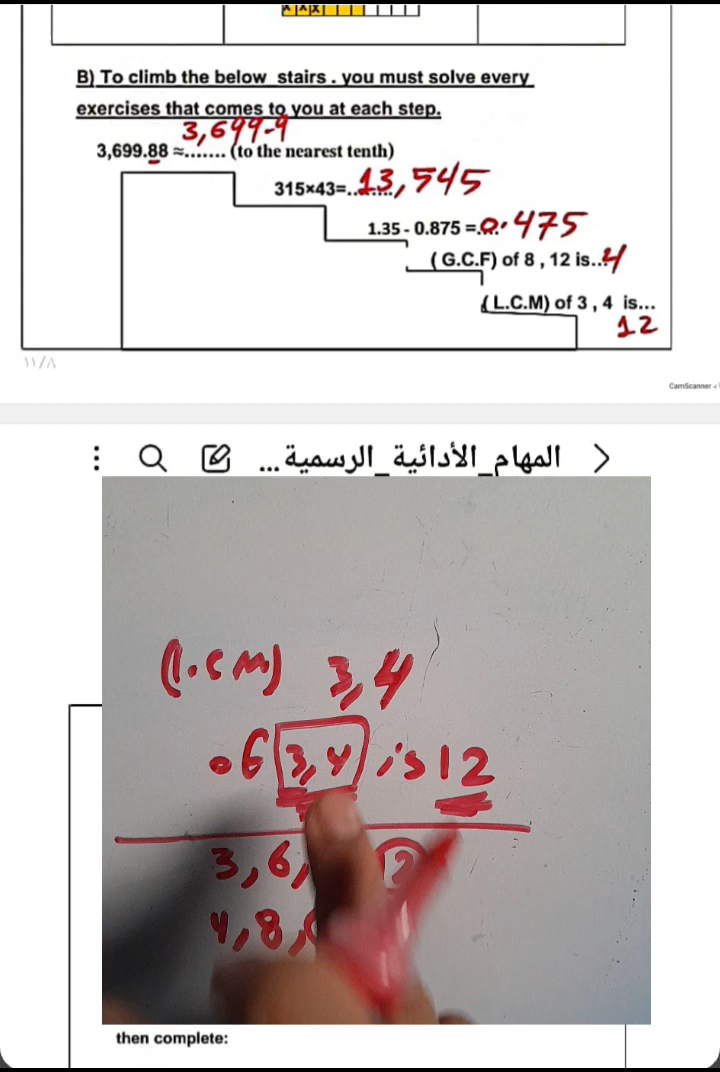 B) To climb the below stairs . you must solve every
exercises that comes to you at each step.
3,699.9
3,699.88 ≈....... (to the nearest tenth)
315×43=..13,545
1.35 - 0.875 =..0.475
( G.C.F) of 8 , 12 is..4
(L.C.M) of 3 , 4 is...
12
١١/٨
CamScanner
المهام_الأدائية_الرسمية ...
(l.cM) 3,4
of 3,4 is 12
3,6,
4,8,
then complete: